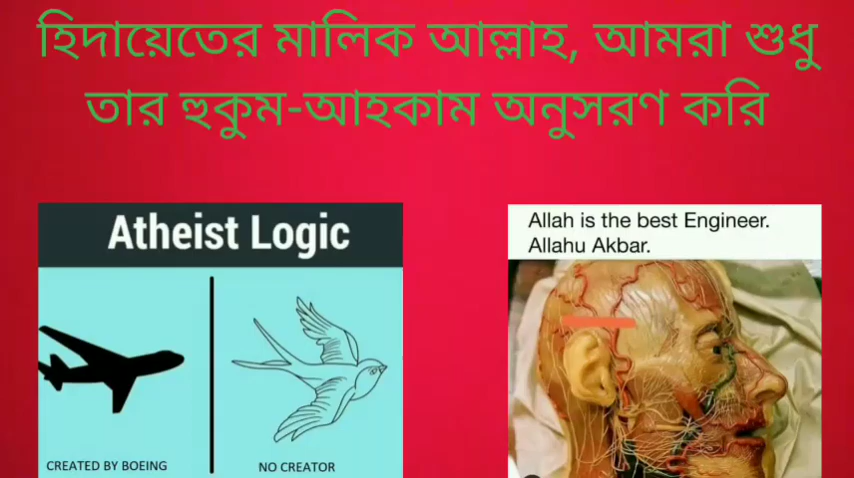 হিদায়েতের মালিক আল্লাহ, আমরা শুধু
তার হুকুম-আহকাম অনুসরণ করি
Atheist Logic
CREATED BY BOEING
NO CREATOR
Allah is the best Engineer.
Allahu Akbar.